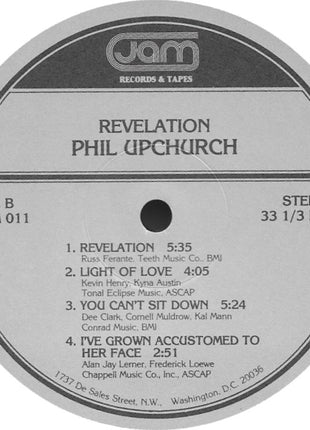 Jam
RECORDS & TAPES
REVELATION
PHIL UPCHURCH
B
011
STE
33 1/3
1. REVELATION 5:35
Russ Ferante, Teeth Music Co., BMI
2. LIGHT OF LOVE 4:05
Kevin Henry, Kyna Austin
Tonal Eclipse Music, ASCAP
3. YOU CAN'T SIT DOWN 5:24
Dee Clark, Cornell Muldrow, Kal Mann
Conrad Music, BMI
4. I'VE GROWN ACCUSTOMED TO
HER FACE 2:51
Alan Jay Lerner, Frederick Loewe
Chappell Music Co., Inc., ASCAP
1737 De Sales Street, N.W., Washington, D.C. 20036